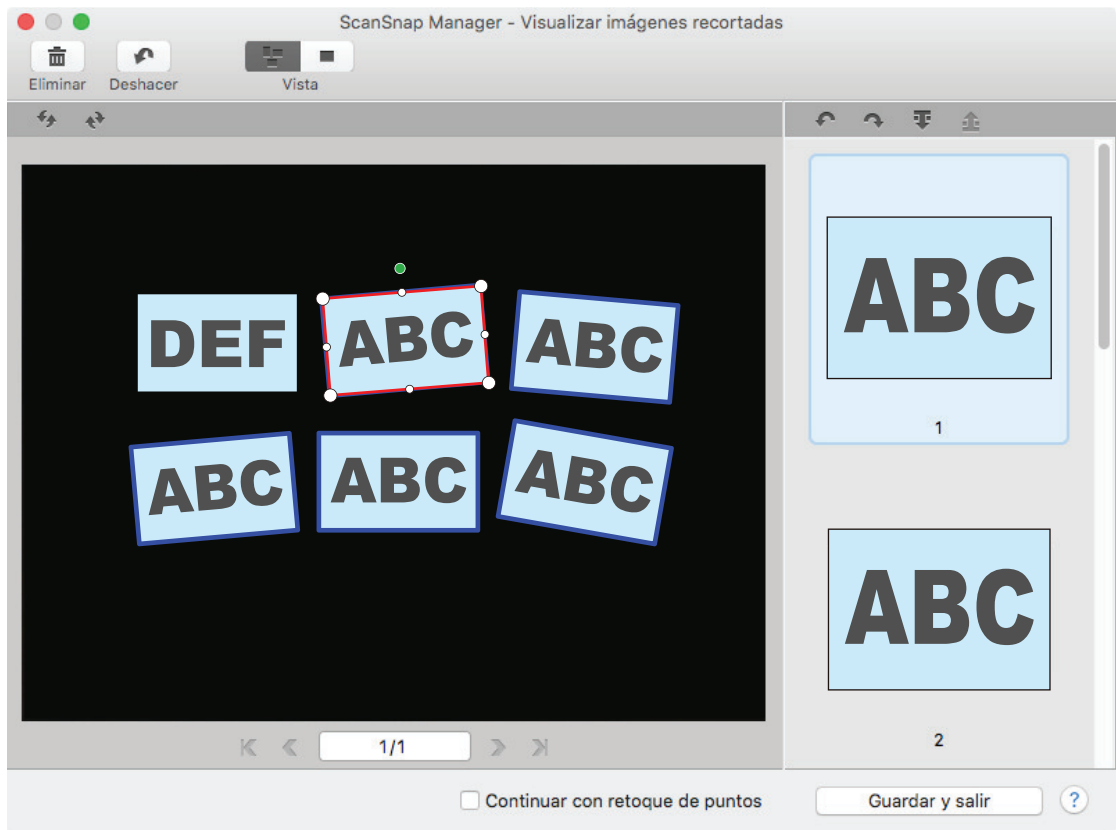 ScanSnap Manager - Visualizar imágenes recortadas
Eliminar Deshacer Vista
DEF ABC ABC
ABC ABC ABC
ABC
1
ABC
2
1/1
Continuar con retoque de puntos Guardar y salir ?